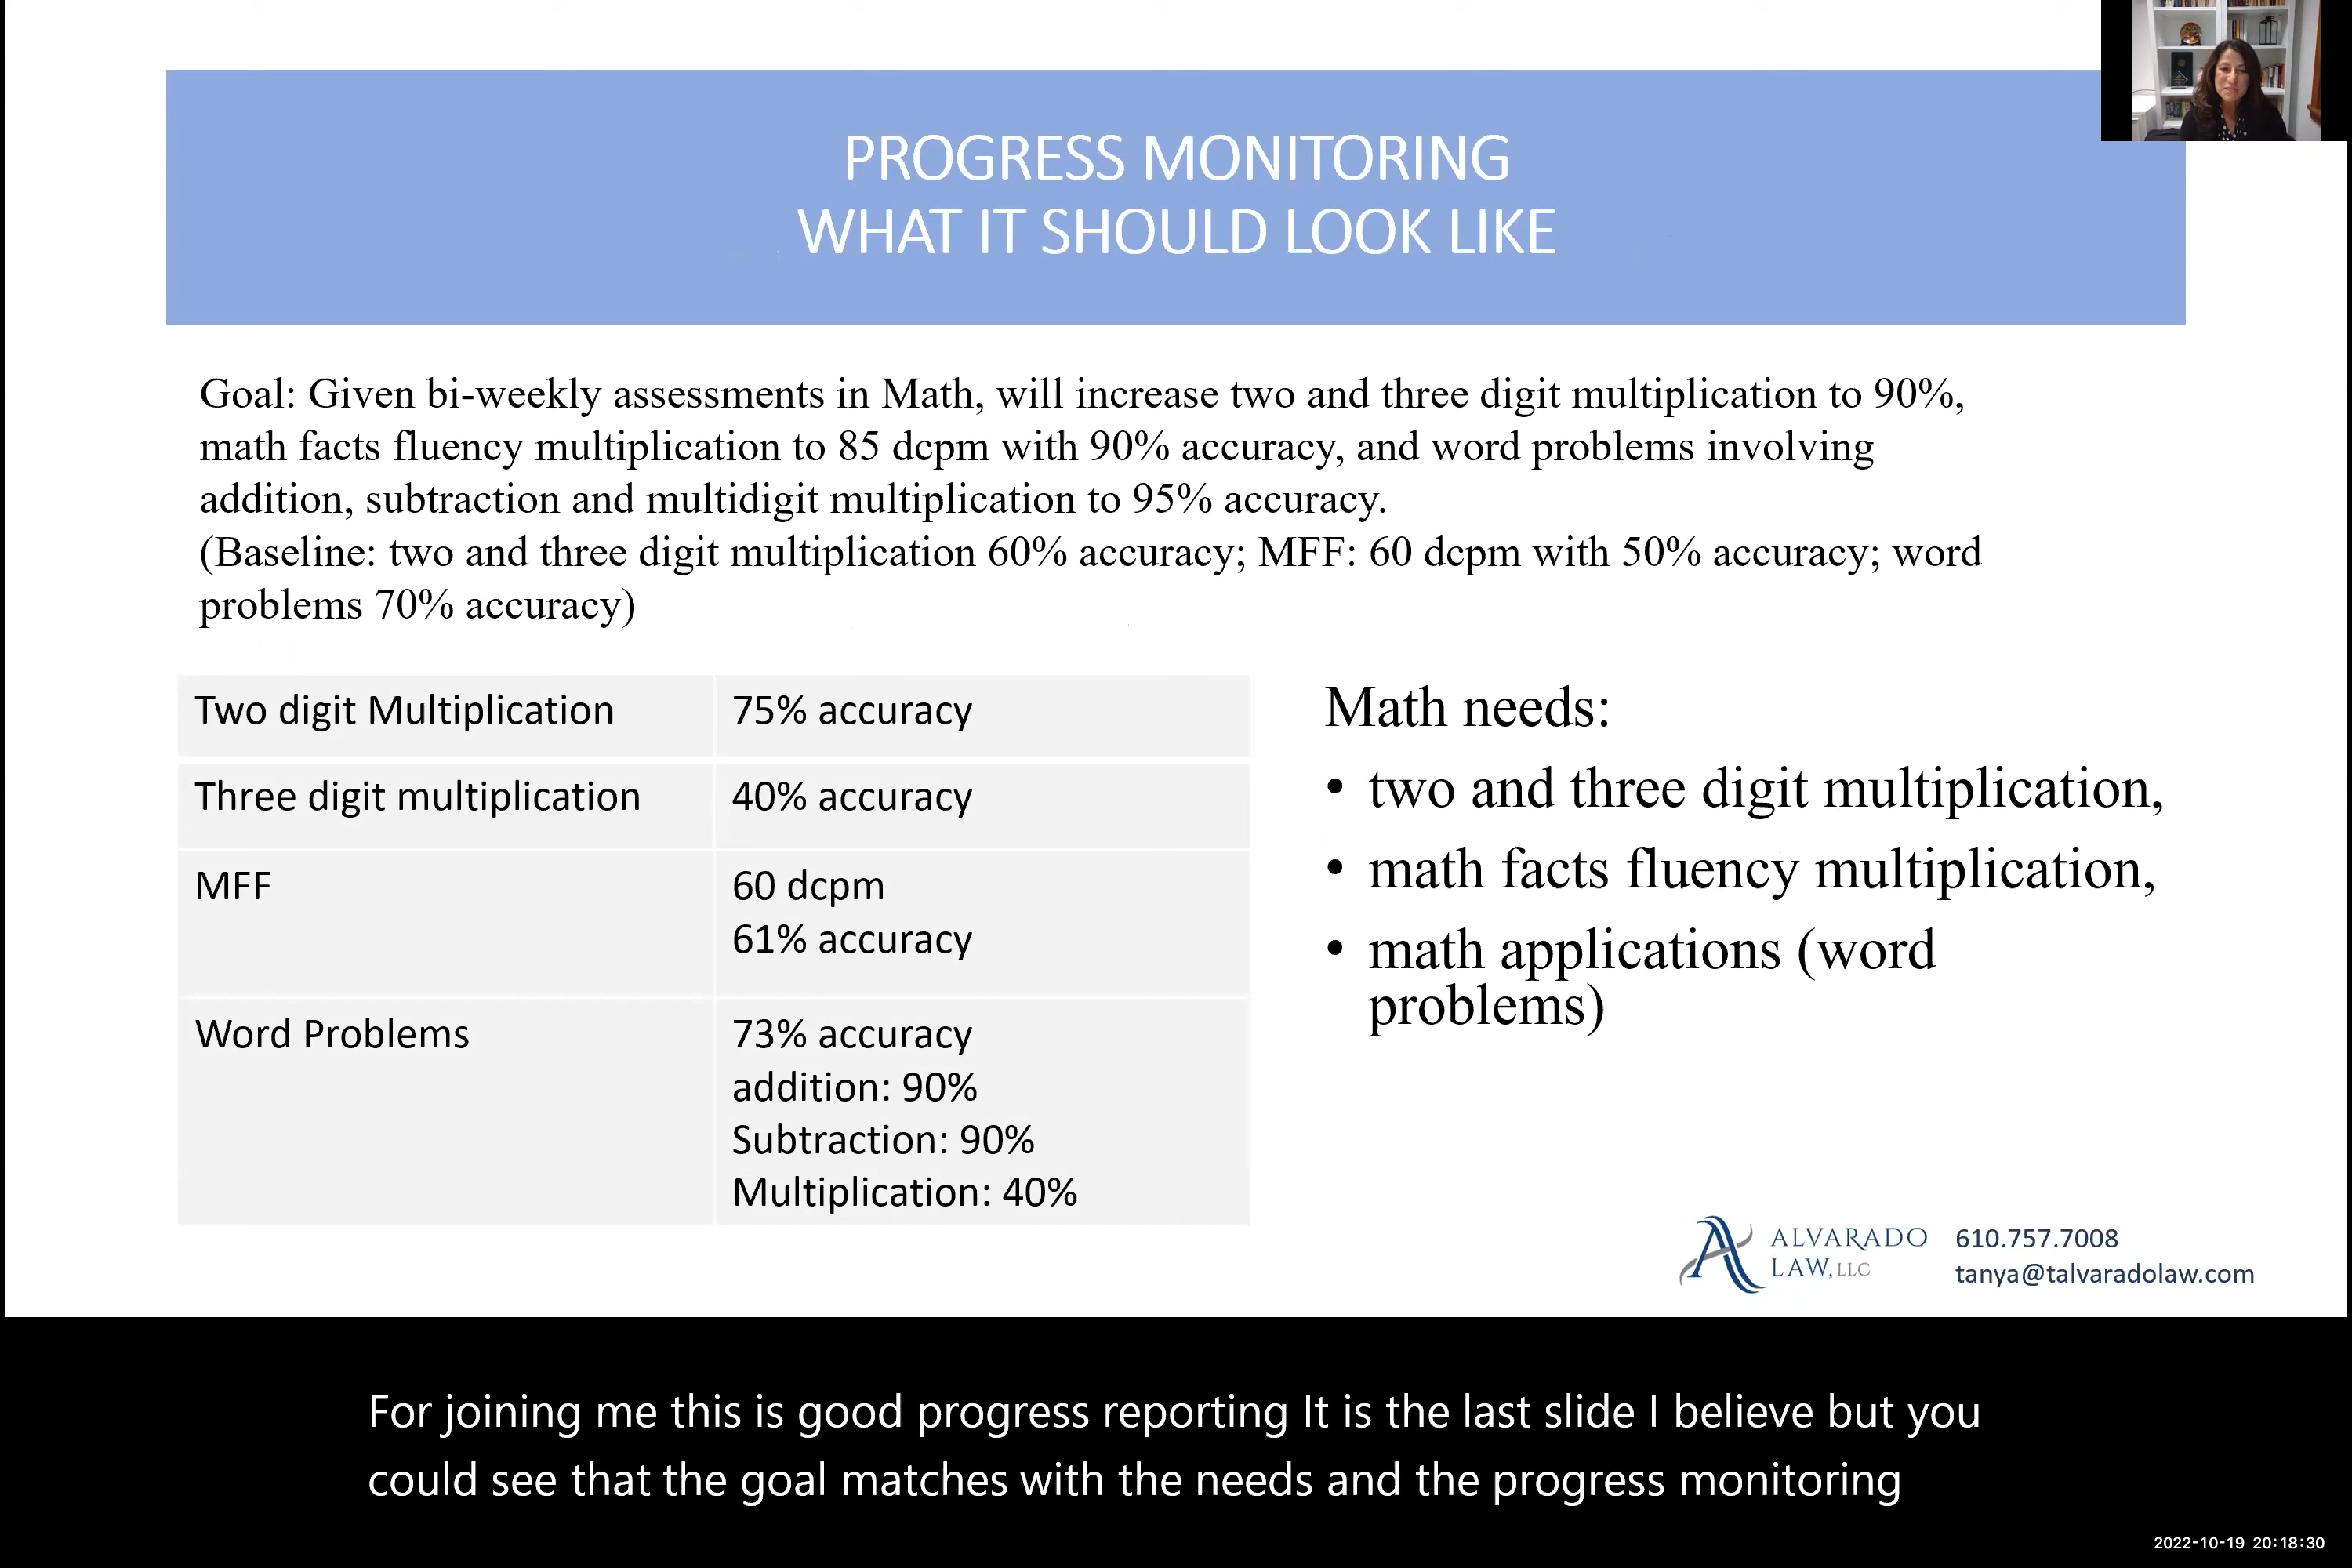 PROGRESS MONITORING
WHAT IT SHOULD LOOK LIKE
Goal: Given bi-weekly assessments in Math, will increase two and three digit multiplication to 90%,
math facts fluency multiplication to 85 dcpm with 90% accuracy, and word problems involving
addition, subtraction and multidigit multiplication to 95% accuracy.
(Baseline: two and three digit multiplication 60% accuracy; MFF: 60 dcpm with 50% accuracy; word
problems 70% accuracy)
Two digit Multiplication 75% accuracy
Three digit multiplication 40% accuracy
MFF 60 dcpm
61% accuracy
Word Problems 73% accuracy
addition: 90%
Subtraction: 90%
Multiplication: 40%
Math needs:
• two and three digit multiplication,
• math facts fluency multiplication,
• math applications (word
problems)
ALVARADO
LAW, LLC
610.757.7008
tanya@talvaradolaw.com
For joining me this is good progress reporting It is the last slide I believe but you
could see that the goal matches with the needs and the progress monitoring
2022-10-19 20:18:30